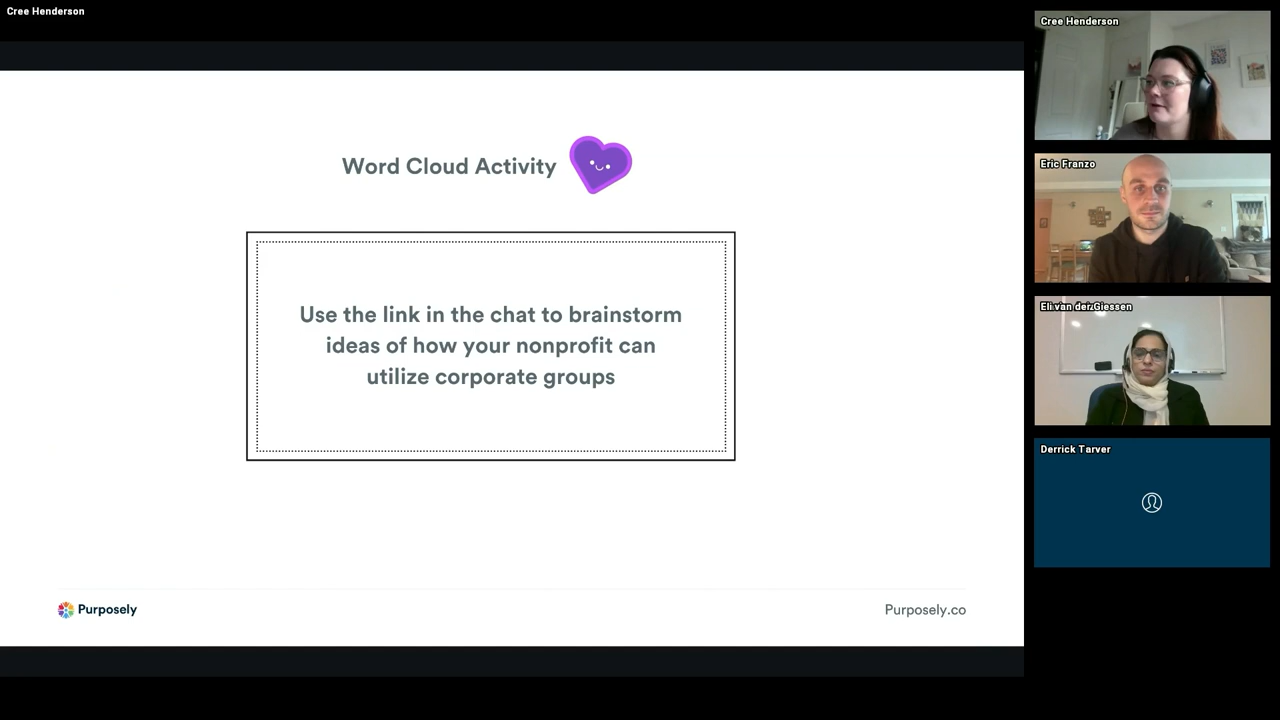 Cree Henderson
Word Cloud Activity
Use the link in the chat to brainstorm
ideas of how your nonprofit can
utilize corporate groups
Purposely
Purposely.co
Cree Henderson
Eric Franzo
Eli van der Giessen
Derrick Tarver